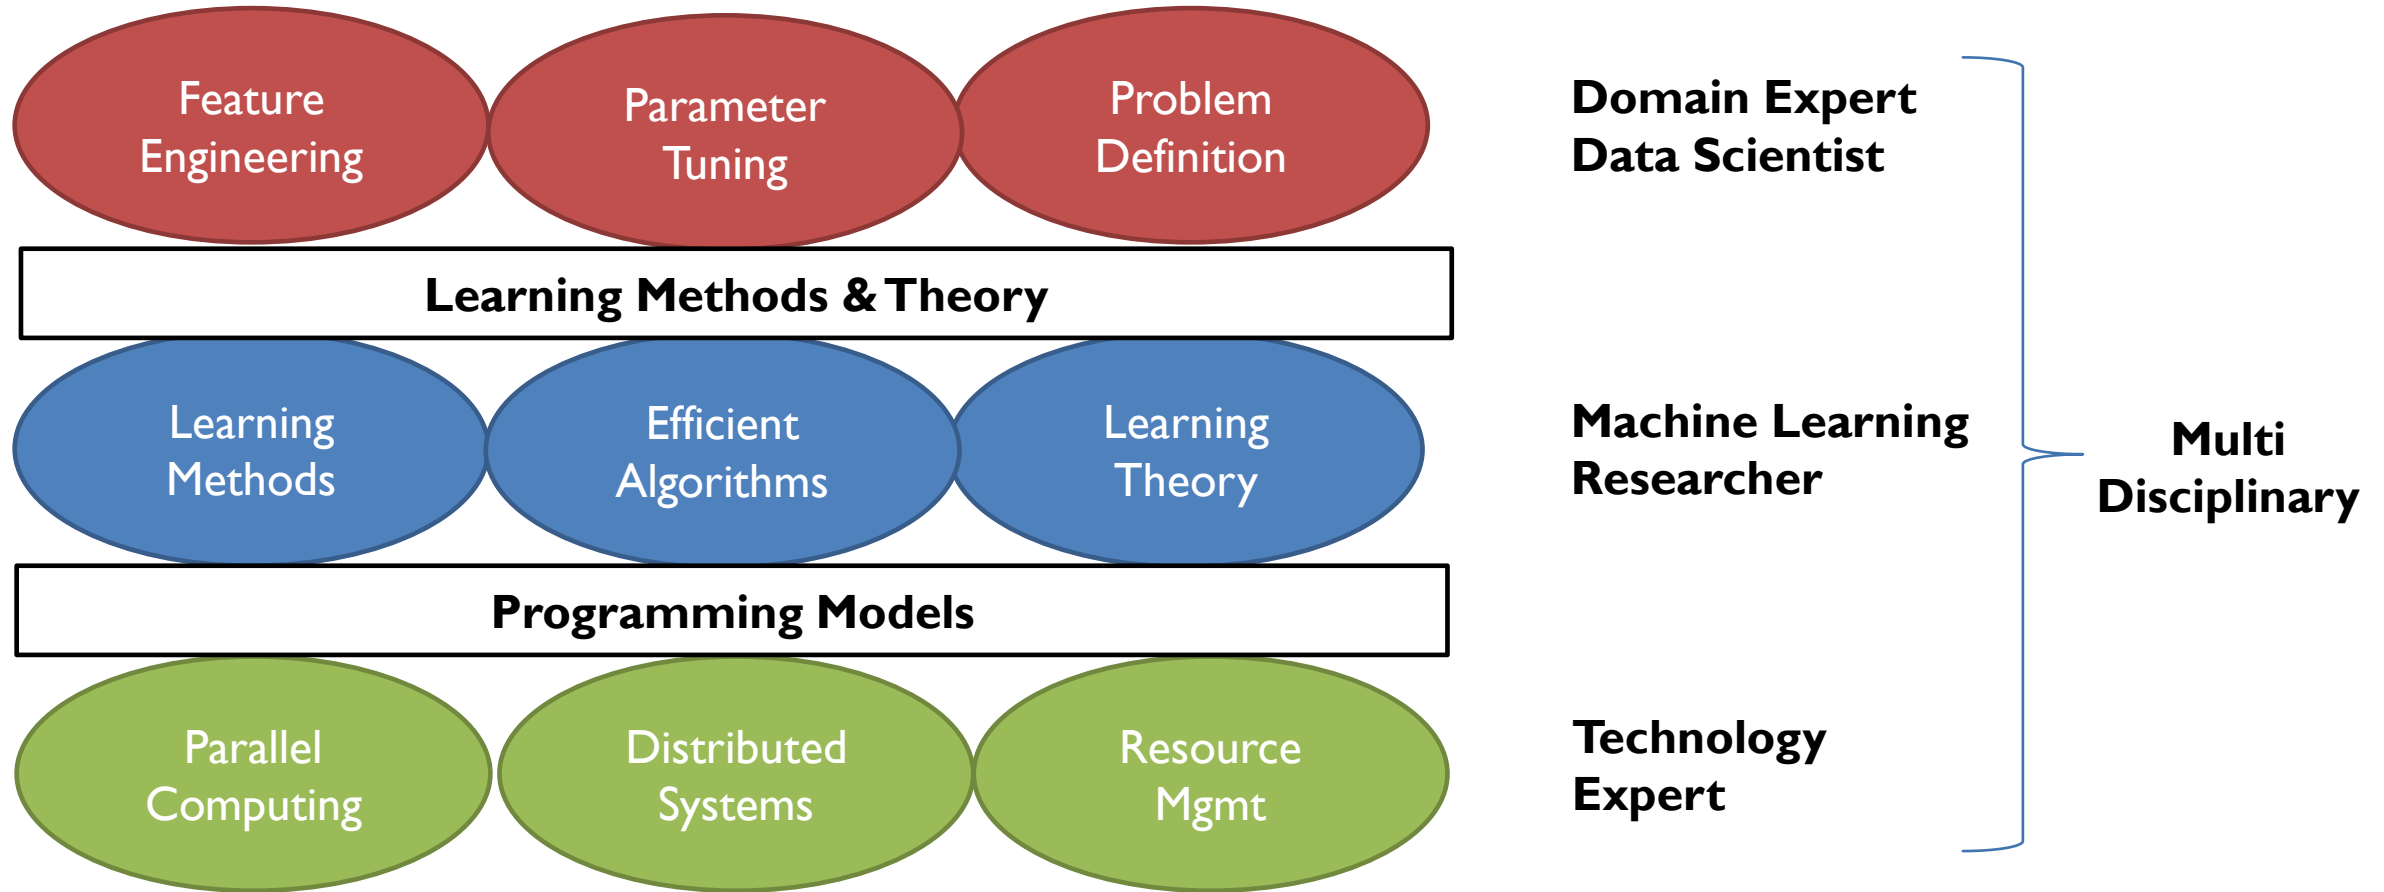 Feature
Engineering
Parameter
Tuning
Problem
Definition
Domain Expert
Data Scientist
Learning Methods & Theory
Learning
Methods
Efficient
Algorithms
Learning
Theory
Machine Learning
Researcher
Multi
Disciplinary
Programming Models
Parallel
Computing
Distributed
Systems
Resource
Mgmt
Technology
Expert